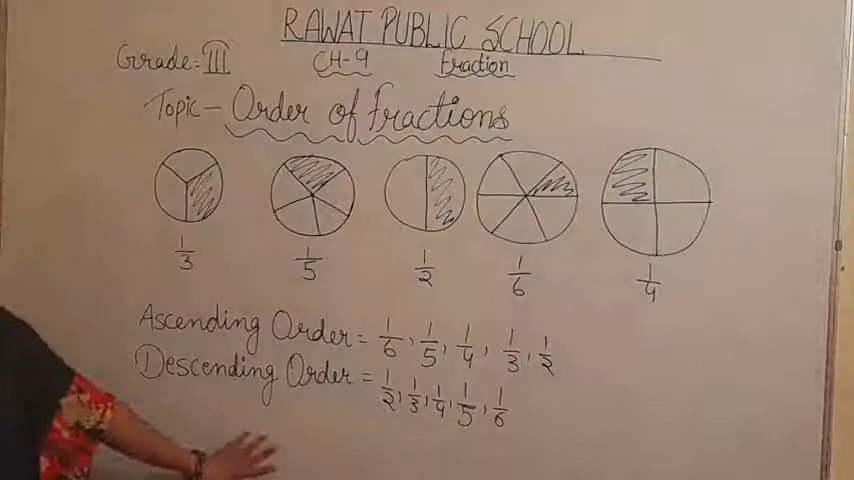 RAWAT PUBLIC SCHOOL
Grade:- III CH-9 Fraction
Topic- Order of Fractions
1/3 1/5 1/2 1/6 1/4
Ascending Order = 1/6, 1/5, 1/4, 1/3, 1/2
Descending Order = 1/2, 1/3, 1/4, 1/5, 1/6